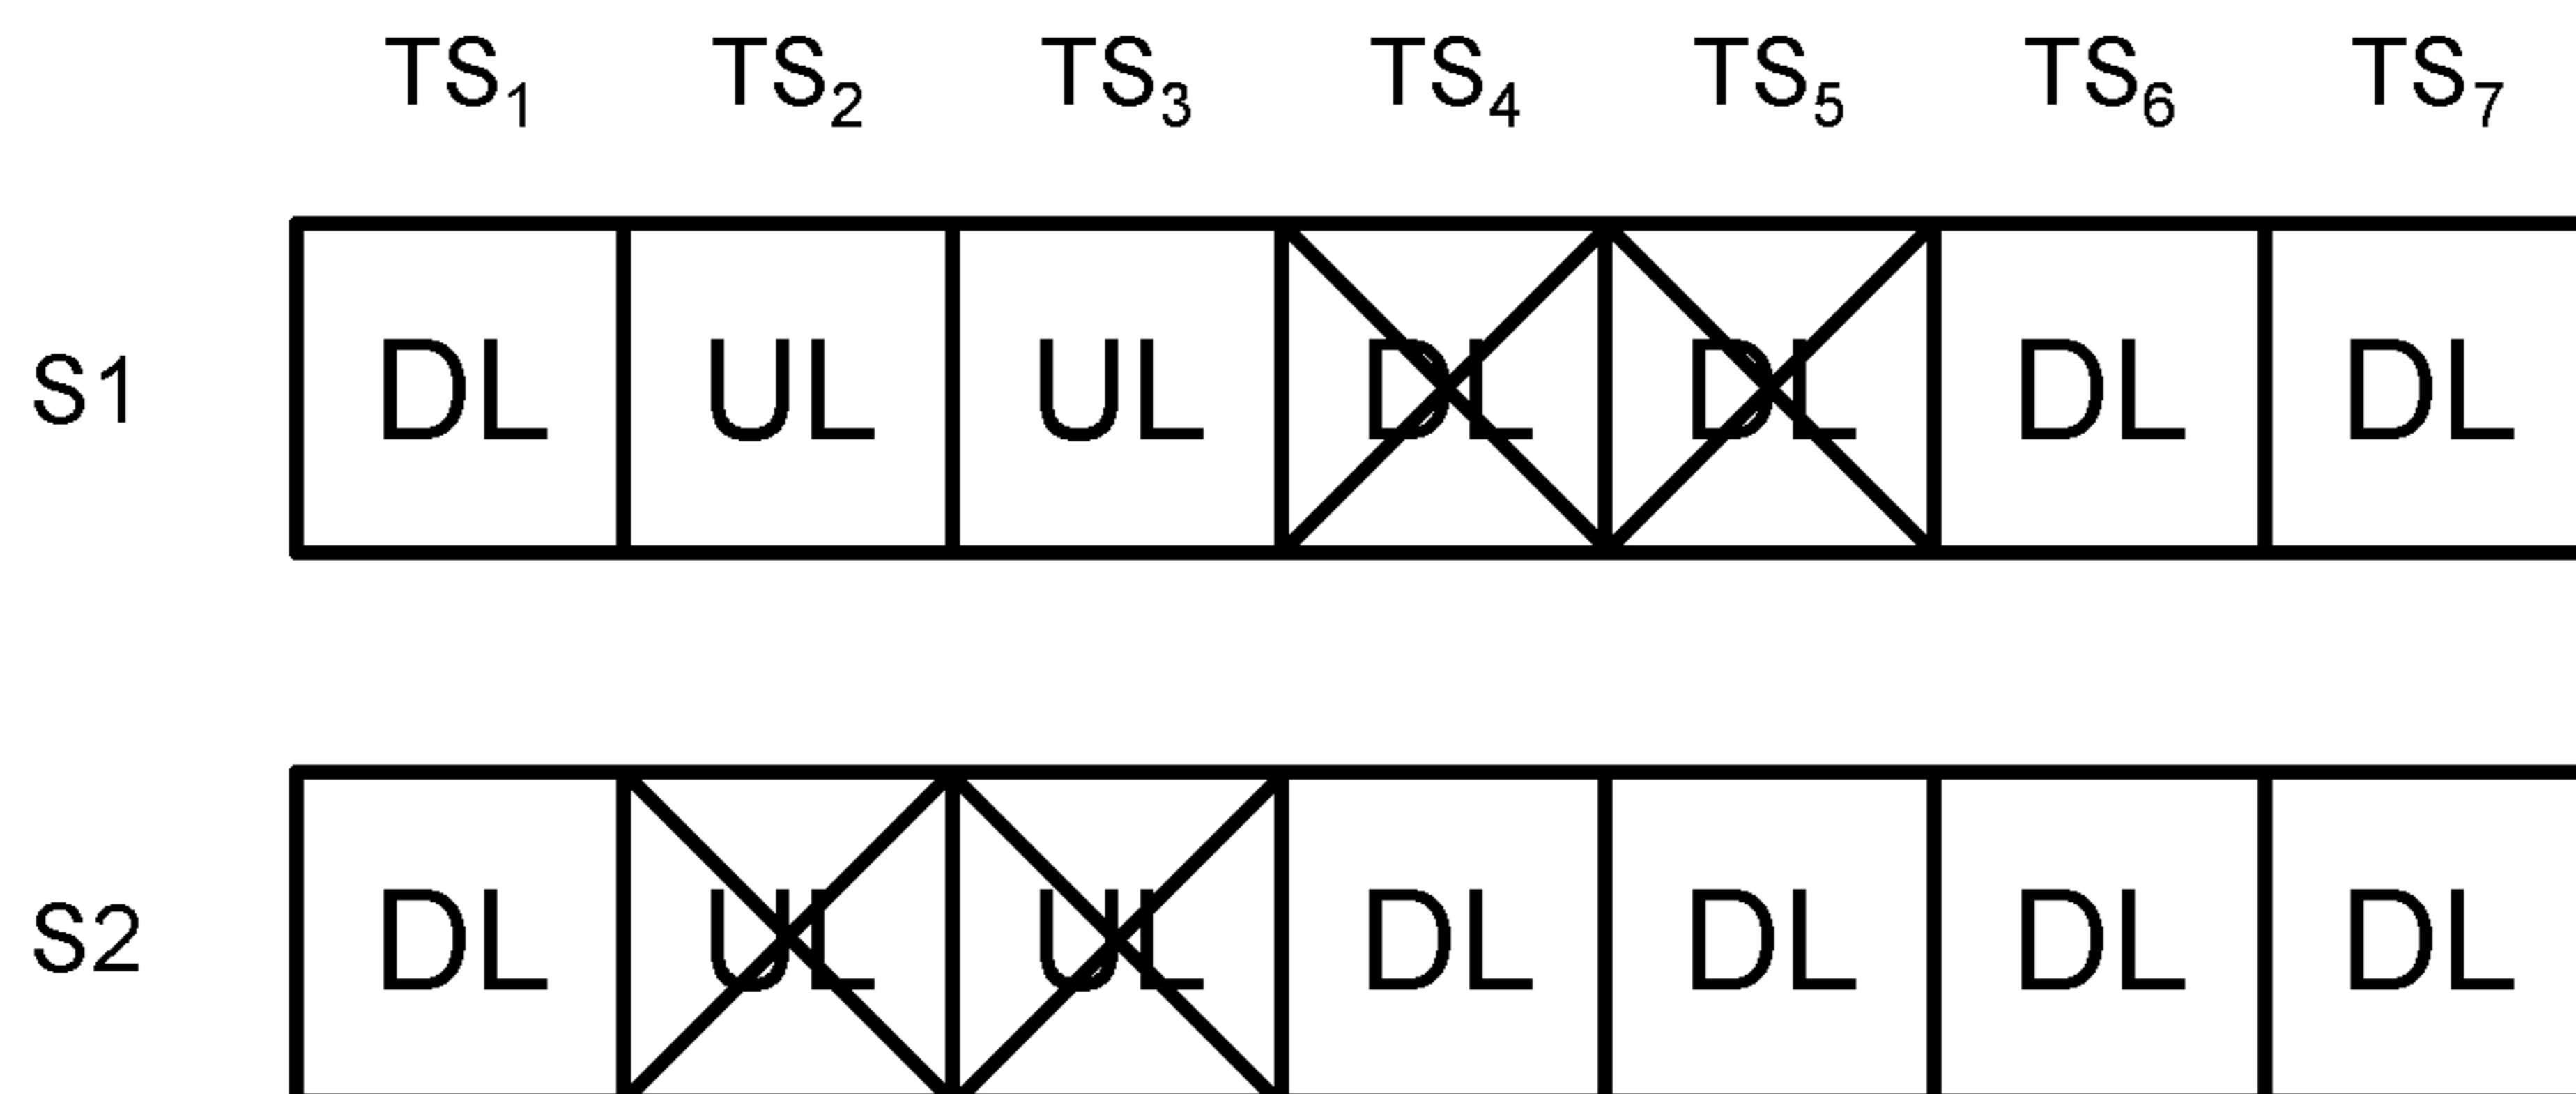 TS1 TS2 TS3 TS4 TS5 TS6 TS7
S1 DL UL UL DL DL DL DL
S2 DL UL UL DL DL DL DL